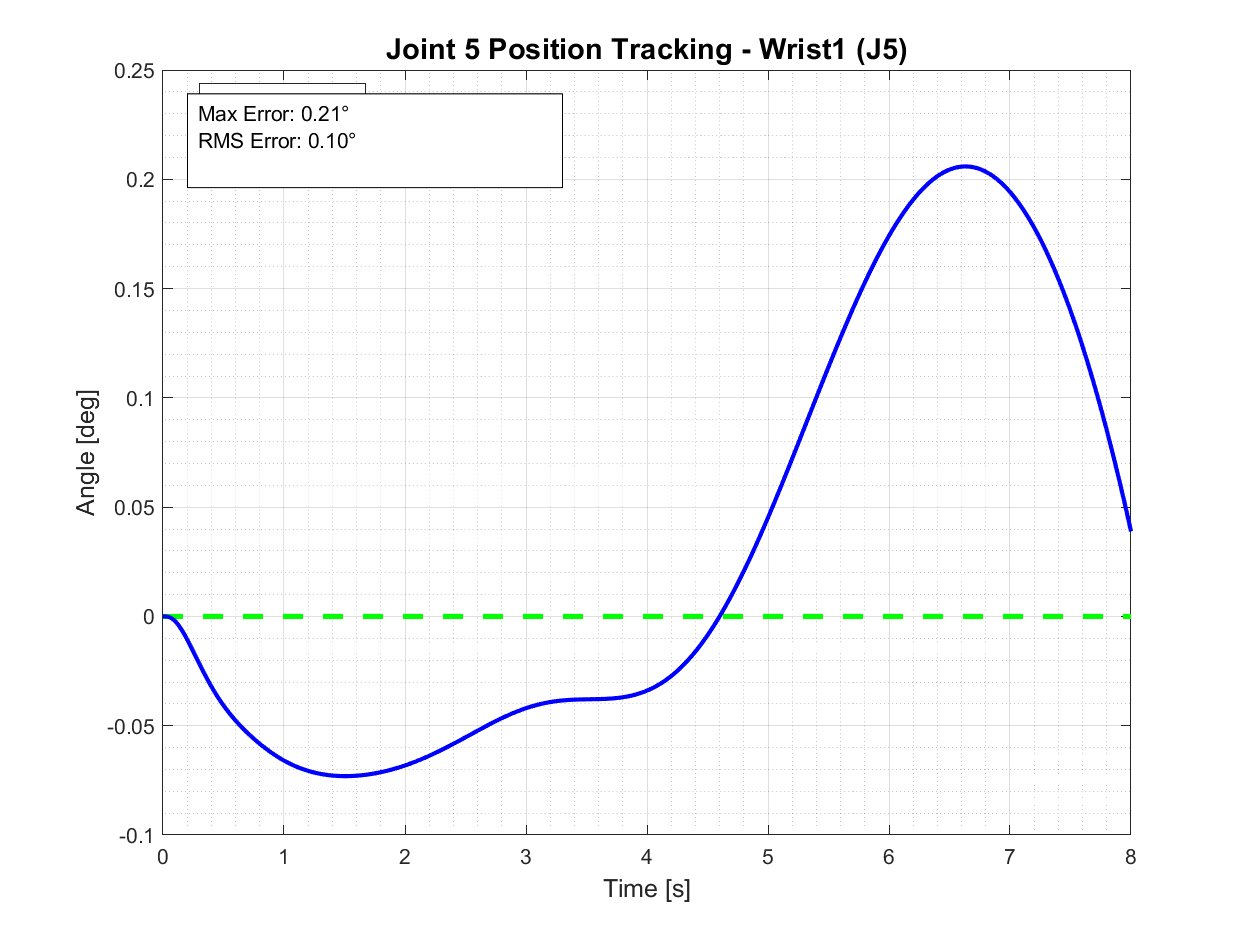 Joint 5 Position Tracking - Wrist1 (J5)
Max Error: 0.21°
RMS Error: 0.10°
Angle [deg]
0.25
0.2
0.15
0.1
0.05
0
-0.05
-0.1
0 1 2 3 4 5 6 7 8
Time [s]